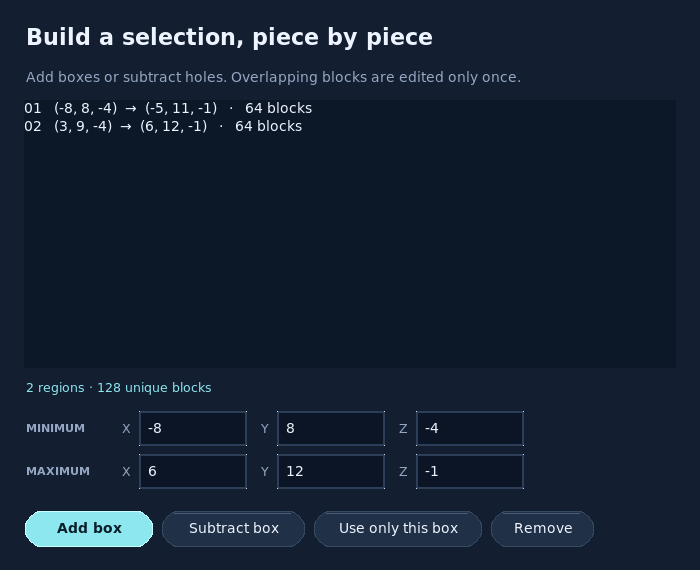 Build a selection, piece by piece
Add boxes or subtract holes. Overlapping blocks are edited only once.
01 (-8, 8, -4) → (-5, 11, -1) · 64 blocks
02 (3, 9, -4) → (6, 12, -1) · 64 blocks
2 regions · 128 unique blocks
MINIMUM X -8 Y 8 Z -4
MAXIMUM X 6 Y 12 Z -1
Add box Subtract box Use only this box Remove